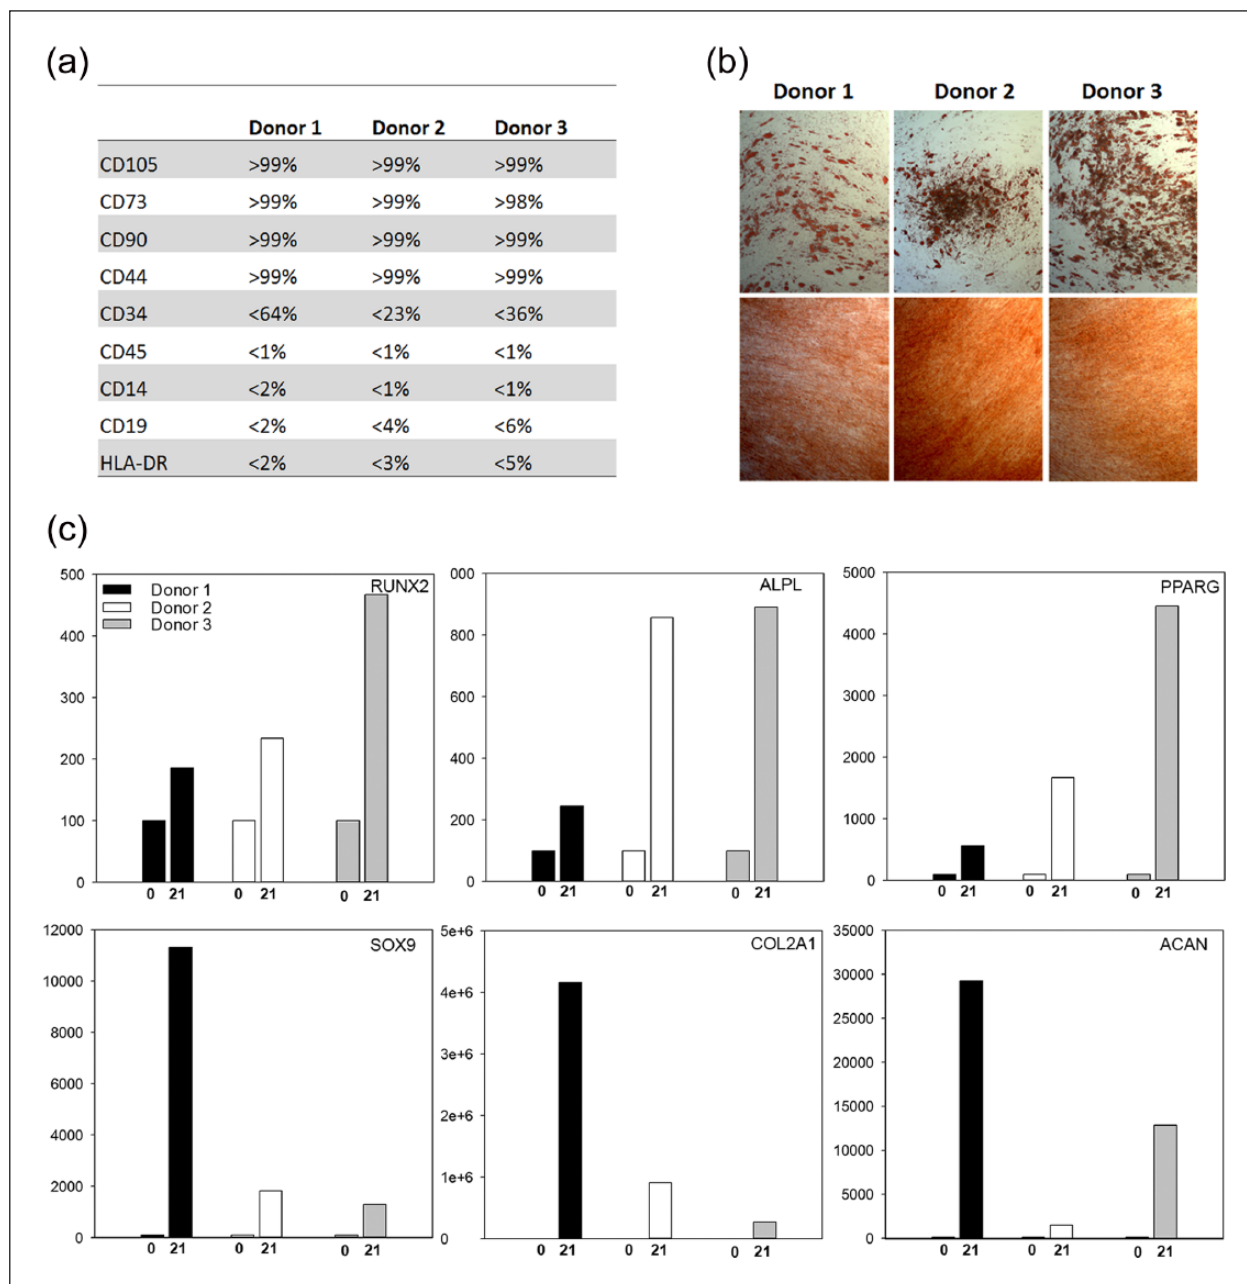 (a)
Donor 1 Donor 2 Donor 3
CD105 >99% >99% >99%
CD73 >99% >99% >98%
CD90 >99% >99% >99%
CD44 >99% >99% >99%
CD34 <64% <23% <36%
CD45 <1% <1% <1%
CD14 <2% <1% <1%
CD19 <2% <4% <6%
HLA-DR <2% <3% <5%
(b)
Donor 1 Donor 2 Donor 3
(c)
RUNX2
Donor 1
Donor 2
Donor 3
500
400
300
200
100
0
0 21 0 21 0 21
ALPL
000
800
600
400
200
0
0 21 0 21 0 21
PPARG
5000
4000
3000
2000
1000
0
0 21 0 21 0 21
SOX9
12000
10000
8000
6000
4000
2000
0
0 21 0 21 0 21
COL2A1
5e+6
4e+6
3e+6
2e+6
1e+6
0
0 21 0 21 0 21
ACAN
35000
30000
25000
20000
15000
10000
5000
0
0 21 0 21 0 21